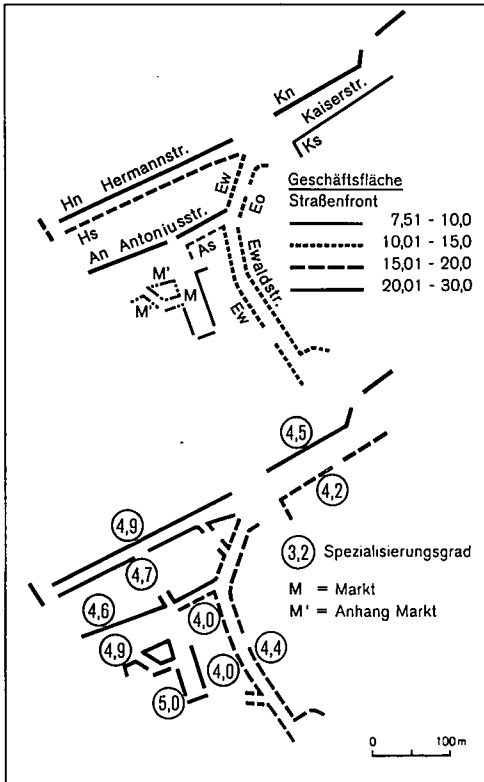 Kn
Kaiserstr.
Ks
Hn Hermannstr.
Hs
An Antoniusstr.
Ew
Eo
As
Ewaldstr.
Ew
M'
M
M'
Geschäftsfläche
Straßenfront
7,51 - 10,0
10,01 - 15,0
15,01 - 20,0
20,01 - 30,0
4,5
4,2
4,9
4,7
4,6
4,0
4,9
4,0
4,4
5,0
3,2 Spezialisierungsgrad
M = Markt
M' = Anhang Markt
0 100m